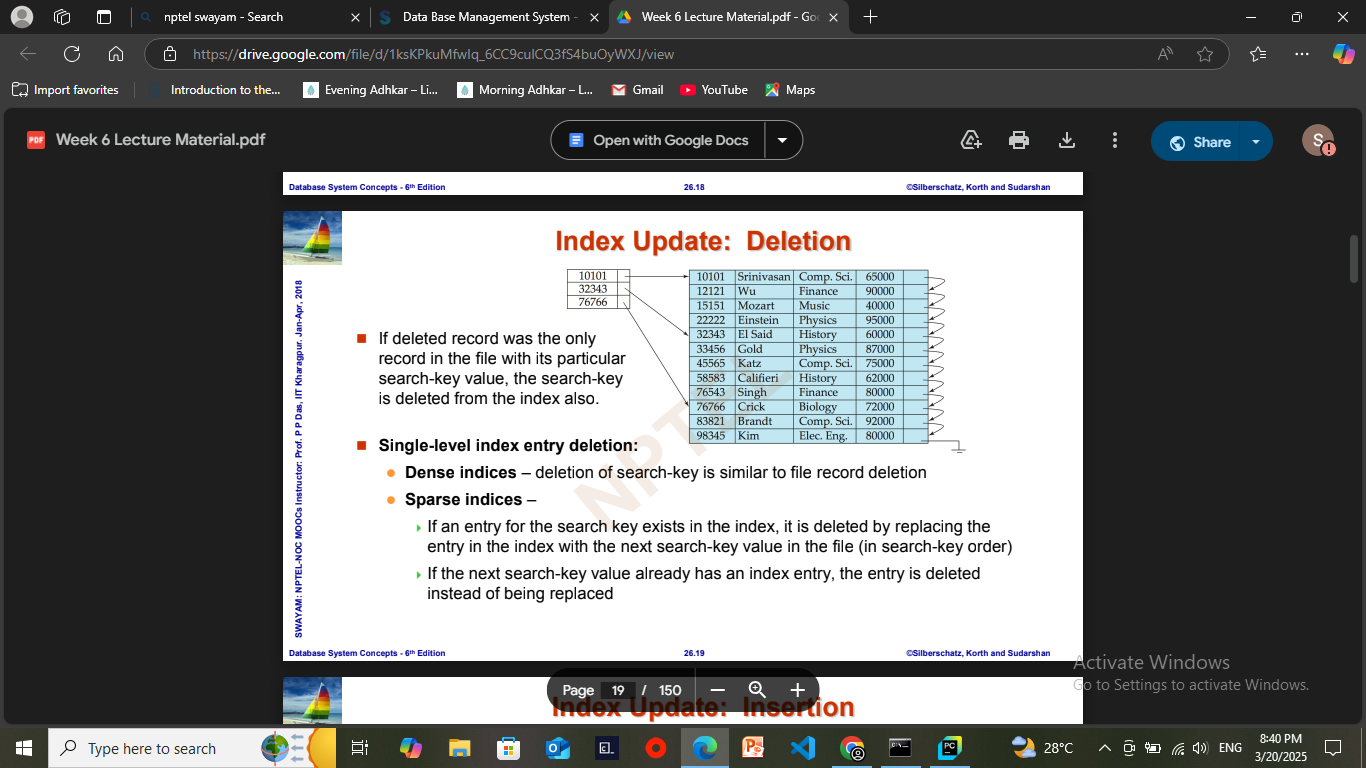 nptel swayam - Search
Data Base Management System -
Week 6 Lecture Material.pdf - Goo
https://drive.google.com/file/d/1ksKPkuMfwlq_6CC9culCQ3fS4buOyWXJ/view
Import favorites
Introduction to the...
Evening Adhkar – Li...
Morning Adhkar – L...
Gmail
YouTube
Maps
PDF
Week 6 Lecture Material.pdf
Open with Google Docs
Share
S
Database System Concepts - 6th Edition
26.18
©Silberschatz, Korth and Sudarshan
Index Update: Deletion
10101
32343
76766
10101 Srinivasan Comp. Sci. 65000
12121 Wu Finance 90000
15151 Mozart Music 40000
22222 Einstein Physics 95000
32343 El Said History 60000
33456 Gold Physics 87000
45565 Katz Comp. Sci. 75000
58583 Califieri History 62000
76543 Singh Finance 80000
76766 Crick Biology 72000
83821 Brandt Comp. Sci. 92000
98345 Kim Elec. Eng. 80000
SWAYAM: NPTEL-NOC MOOCs Instructor: Prof. P P Das, IIT Kharagpur. Jan-Apr, 2018
If deleted record was the only
record in the file with its particular
search-key value, the search-key
is deleted from the index also.
Single-level index entry deletion:
Dense indices – deletion of search-key is similar to file record deletion
Sparse indices –
If an entry for the search key exists in the index, it is deleted by replacing the
entry in the index with the next search-key value in the file (in search-key order)
If the next search-key value already has an index entry, the entry is deleted
instead of being replaced
NPTEL
Database System Concepts - 6th Edition
26.19
©Silberschatz, Korth and Sudarshan
Activate Windows
Go to Settings to activate Windows.
Page 19 / 150
Index Update: Insertion
Type here to search
28°C
ENG
8:40 PM
3/20/2025